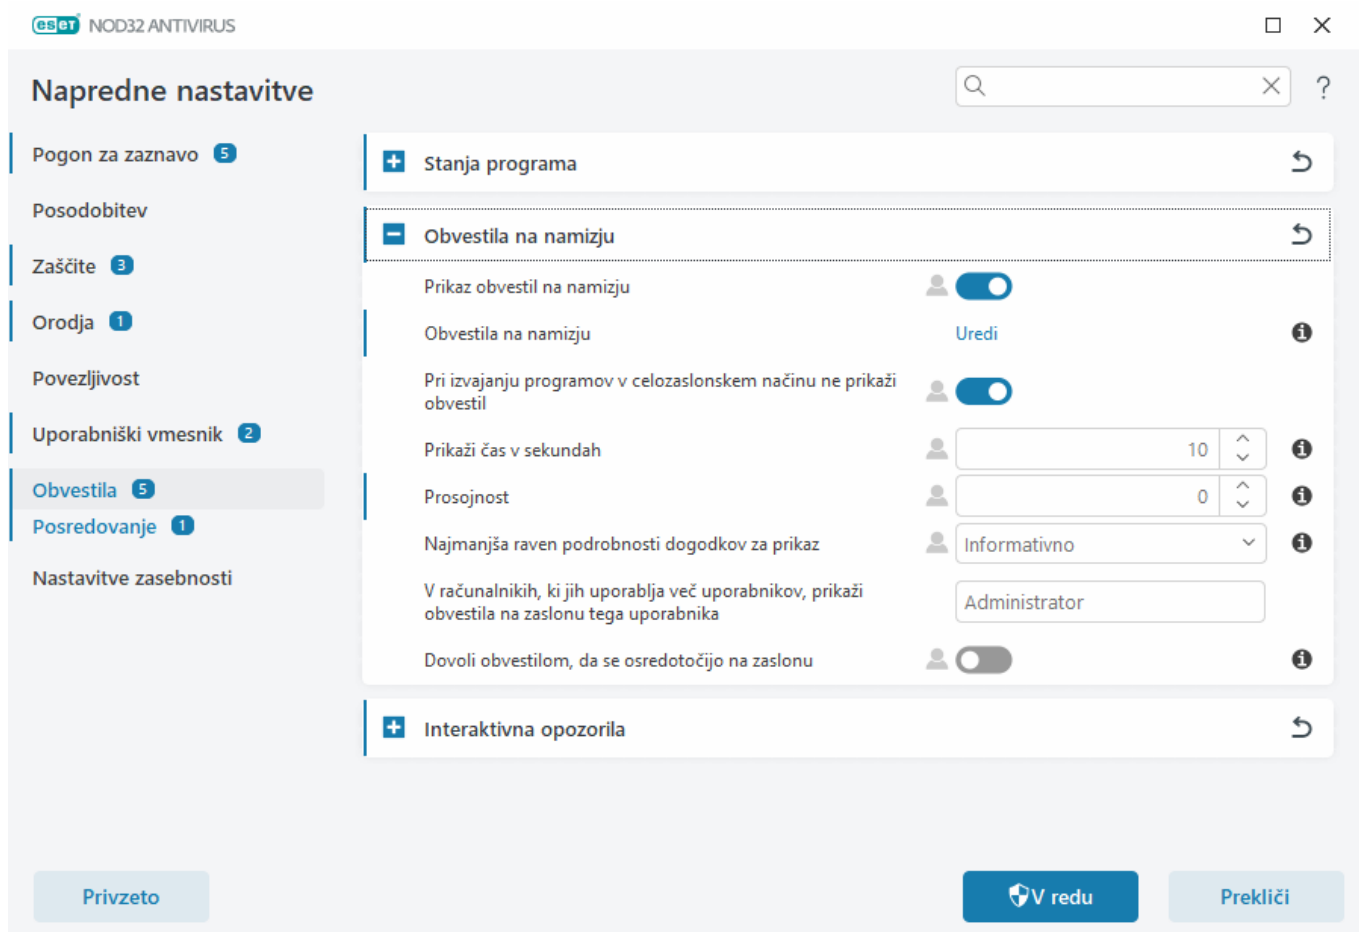 eset NOD32 ANTIVIRUS
Napredne nastavitve
?
Pogon za zaznavo 5
Posodobitev
Zaščite 3
Orodja 1
Povezljivost
Uporabniški vmesnik 2
Obvestila 5
Posredovanje 1
Nastavitve zasebnosti
Stanja programa
Obvestila na namizju
Prikaz obvestil na namizju
Obvestila na namizju Uredi
Pri izvajanju programov v celozaslonskem načinu ne prikaži
obvestil
Prikaži čas v sekundah 10
Prosojnost 0
Najmanjša raven podrobnosti dogodkov za prikaz Informativno
V računalnikih, ki jih uporablja več uporabnikov, prikaži
obvestila na zaslonu tega uporabnika Administrator
Dovoli obvestilom, da se osredotočijo na zaslonu
Interaktivna opozorila
Privzeto V redu Prekliči